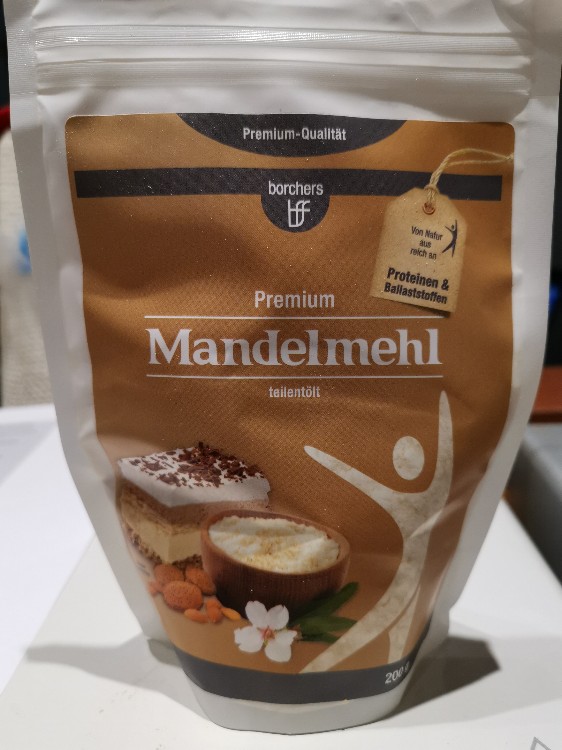 Premium-Qualität
borchers
bff
Von Natur
aus
reich an
Proteinen &
Ballaststoffen
Premium
Mandelmehl
teilentölt
200 g